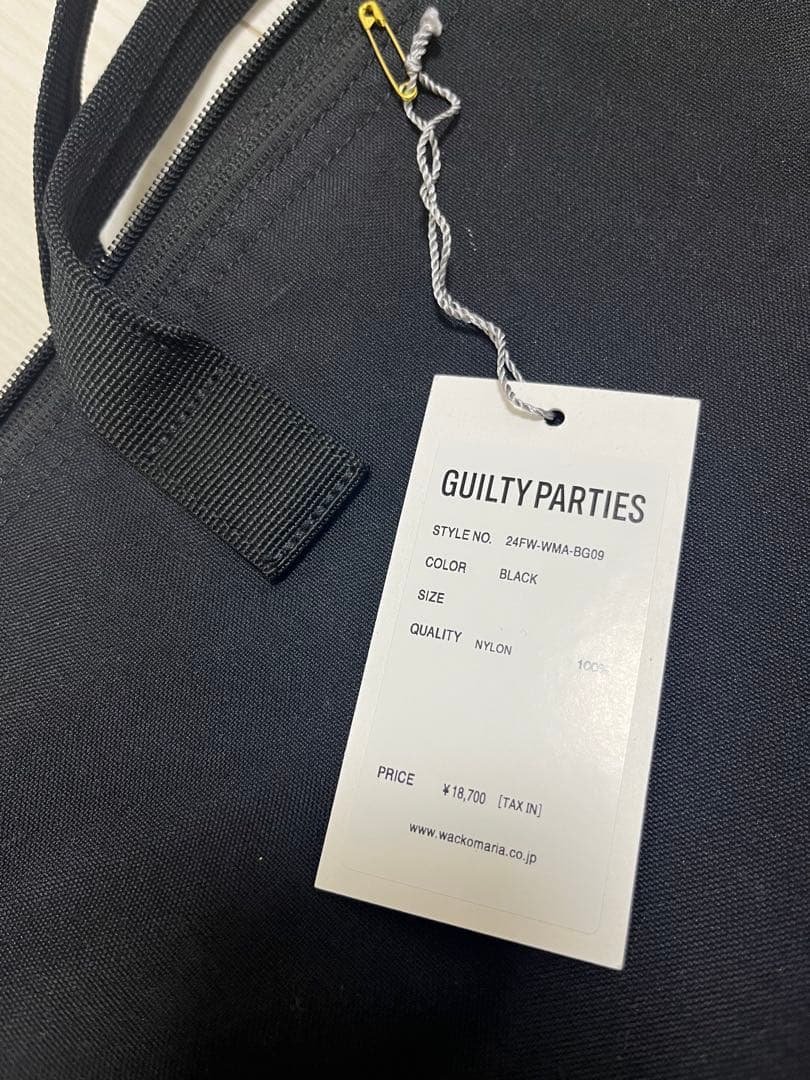 GUILTY PARTIES
STYLE NO. 24FW-WMA-BG09
COLOR BLACK
SIZE
QUALITY NYLON 100%
PRICE ¥18,700 [TAX IN]
www.wackomaria.co.jp